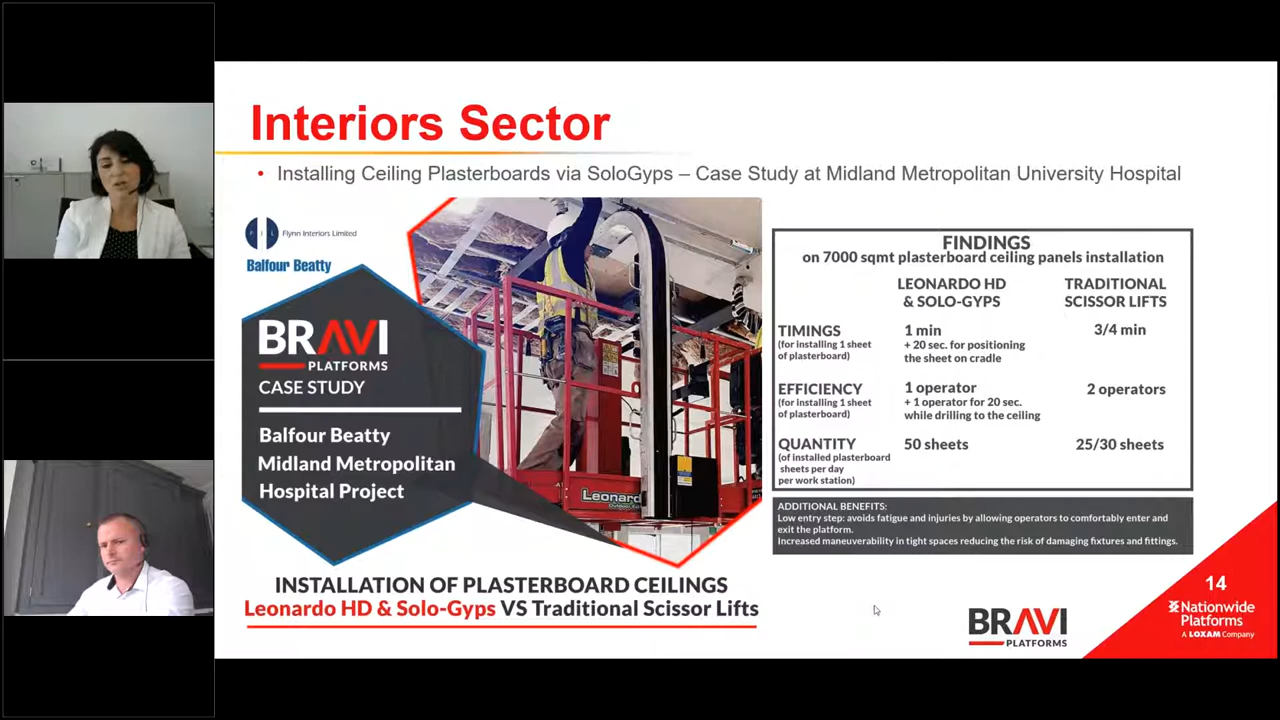 Interiors Sector
• Installing Ceiling Plasterboards via SoloGyps – Case Study at Midland Metropolitan University Hospital
F I L Flynn Interiors Limited
Balfour Beatty
BRAVI
PLATFORMS
CASE STUDY
Balfour Beatty
Midland Metropolitan
Hospital Project
Leonard
INSTALLATION OF PLASTERBOARD CEILINGS
Leonardo HD & Solo-Gyps VS Traditional Scissor Lifts
FINDINGS
on 7000 sqmt plasterboard ceiling panels installation
LEONARDO HD
& SOLO-GYPS
TRADITIONAL
SCISSOR LIFTS
TIMINGS
(for installing 1 sheet
of plasterboard)
1 min
+ 20 sec. for positioning
the sheet on cradle
3/4 min
EFFICIENCY
(for installing 1 sheet
of plasterboard)
1 operator
+ 1 operator for 20 sec.
while drilling to the ceiling
2 operators
QUANTITY
(of installed plasterboard
sheets per day
per work station)
50 sheets
25/30 sheets
ADDITIONAL BENEFITS:
Low entry step: avoids fatigue and injuries by allowing operators to comfortably enter and
exit the platform.
Increased maneuverability in tight spaces reducing the risk of damaging fixtures and fittings.
BRAVI
PLATFORMS
14
Nationwide
Platforms
A LOXAM Company